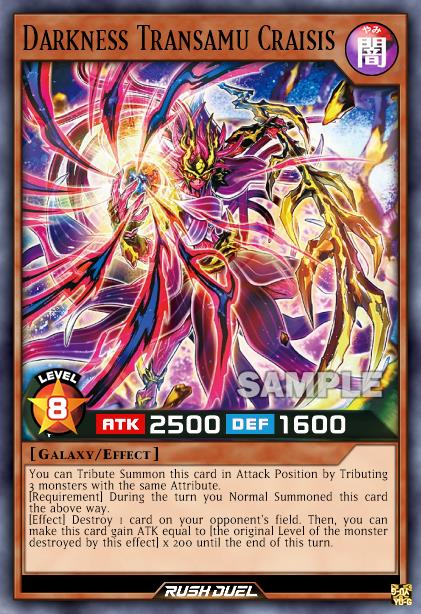 Darkness Transamu Craisis
やみ
闇
SAMPLE
LEVEL
8
ATK 2500 DEF 1600
[ Galaxy/Effect ]
You can Tribute Summon this card in Attack Position by Tributing
3 monsters with the same Attribute.
[Requirement] During the turn you Normal Summoned this card
the above way.
[Effect] Destroy 1 card on your opponent's field. Then, you can
make this card gain ATK equal to [the original Level of the monster
destroyed by this effect] x 200 until the end of this turn.
RUSH DUEL